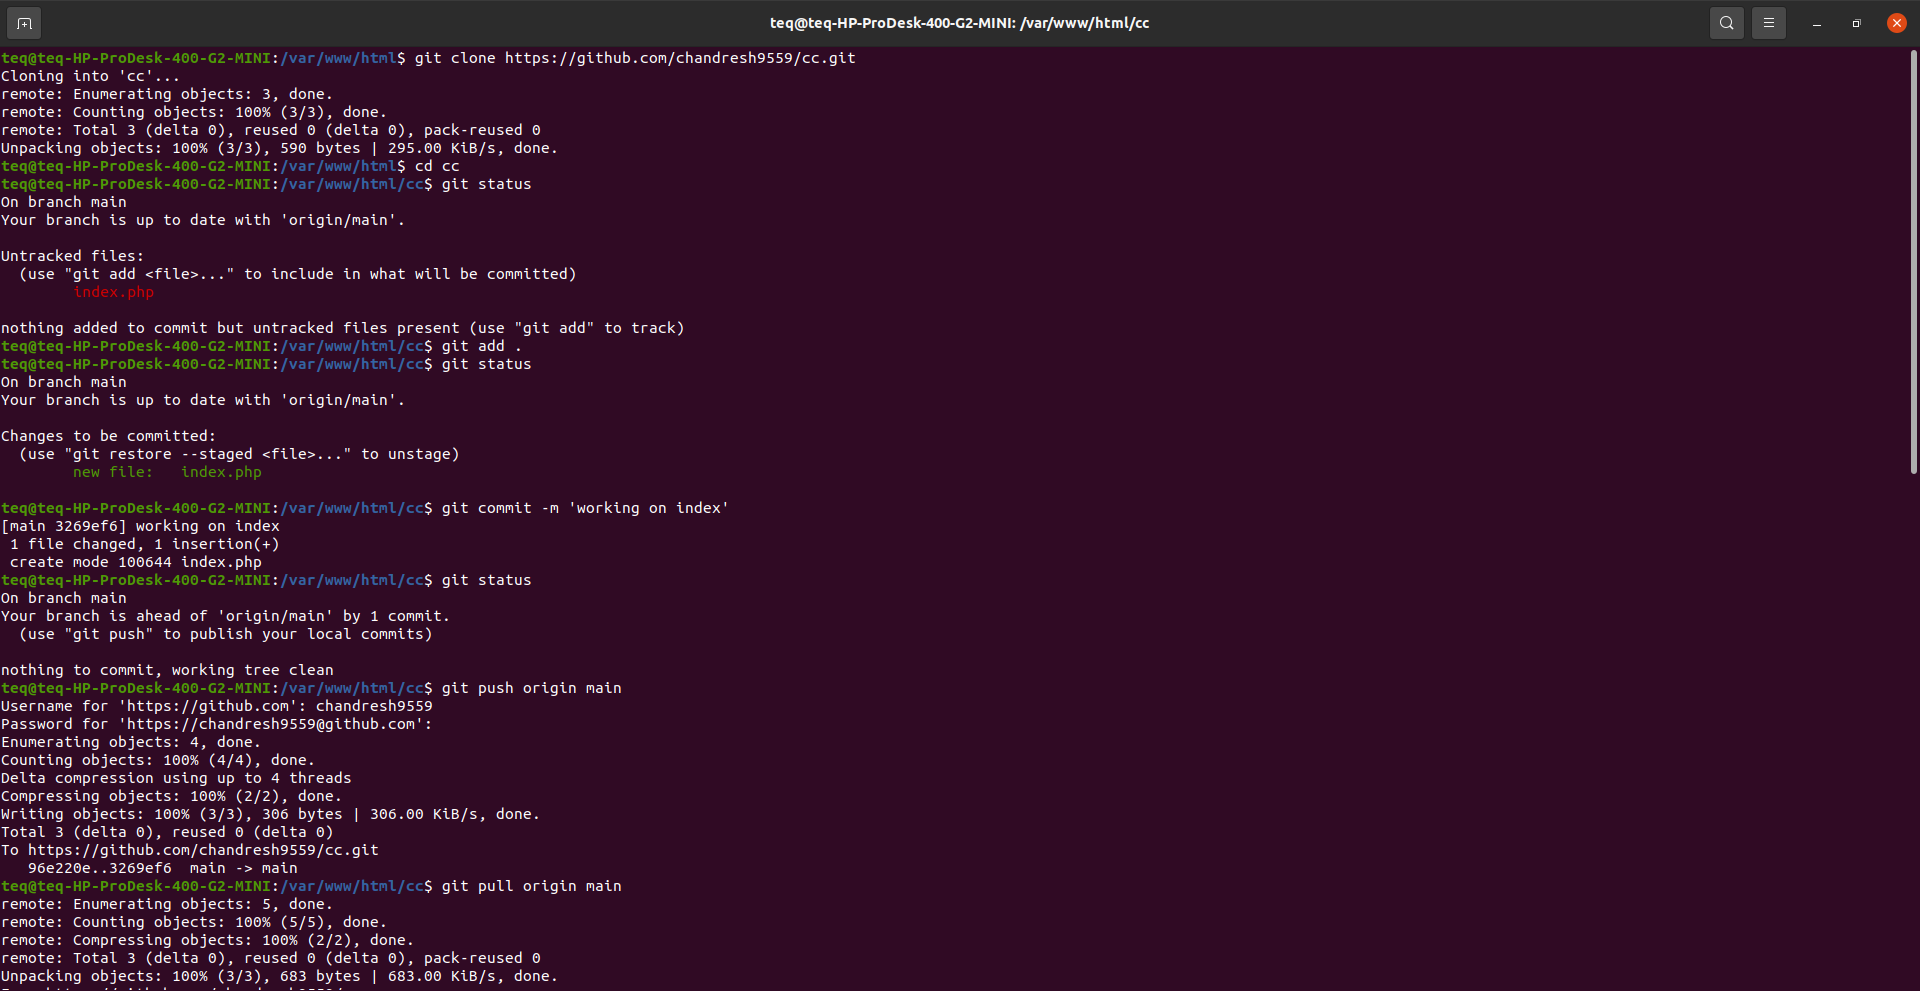 teq@teq-HP-ProDesk-400-G2-MINI: /var/www/html/cc
teq@teq-HP-ProDesk-400-G2-MINI:/var/www/html$ git clone https://github.com/chandresh9559/cc.git
Cloning into 'cc'...
remote: Enumerating objects: 3, done.
remote: Counting objects: 100% (3/3), done.
remote: Total 3 (delta 0), reused 0 (delta 0), pack-reused 0
Unpacking objects: 100% (3/3), 590 bytes | 295.00 KiB/s, done.
teq@teq-HP-ProDesk-400-G2-MINI:/var/www/html$ cd cc
teq@teq-HP-ProDesk-400-G2-MINI:/var/www/html/cc$ git status
On branch main
Your branch is up to date with 'origin/main'.
Untracked files:
  (use "git add <file>..." to include in what will be committed)
        index.php
nothing added to commit but untracked files present (use "git add" to track)
teq@teq-HP-ProDesk-400-G2-MINI:/var/www/html/cc$ git add .
teq@teq-HP-ProDesk-400-G2-MINI:/var/www/html/cc$ git status
On branch main
Your branch is up to date with 'origin/main'.
Changes to be committed:
  (use "git restore --staged <file>..." to unstage)
        new file:   index.php
teq@teq-HP-ProDesk-400-G2-MINI:/var/www/html/cc$ git commit -m 'working on index'
[main 3269ef6] working on index
 1 file changed, 1 insertion(+)
 create mode 100644 index.php
teq@teq-HP-ProDesk-400-G2-MINI:/var/www/html/cc$ git status
On branch main
Your branch is ahead of 'origin/main' by 1 commit.
  (use "git push" to publish your local commits)
nothing to commit, working tree clean
teq@teq-HP-ProDesk-400-G2-MINI:/var/www/html/cc$ git push origin main
Username for 'https://github.com': chandresh9559
Password for 'https://chandresh9559@github.com':
Enumerating objects: 4, done.
Counting objects: 100% (4/4), done.
Delta compression using up to 4 threads
Compressing objects: 100% (2/2), done.
Writing objects: 100% (3/3), 306 bytes | 306.00 KiB/s, done.
Total 3 (delta 0), reused 0 (delta 0)
To https://github.com/chandresh9559/cc.git
   96e220e..3269ef6  main -> main
teq@teq-HP-ProDesk-400-G2-MINI:/var/www/html/cc$ git pull origin main
remote: Enumerating objects: 5, done.
remote: Counting objects: 100% (5/5), done.
remote: Compressing objects: 100% (2/2), done.
remote: Total 3 (delta 0), reused 0 (delta 0), pack-reused 0
Unpacking objects: 100% (3/3), 683 bytes | 683.00 KiB/s, done.